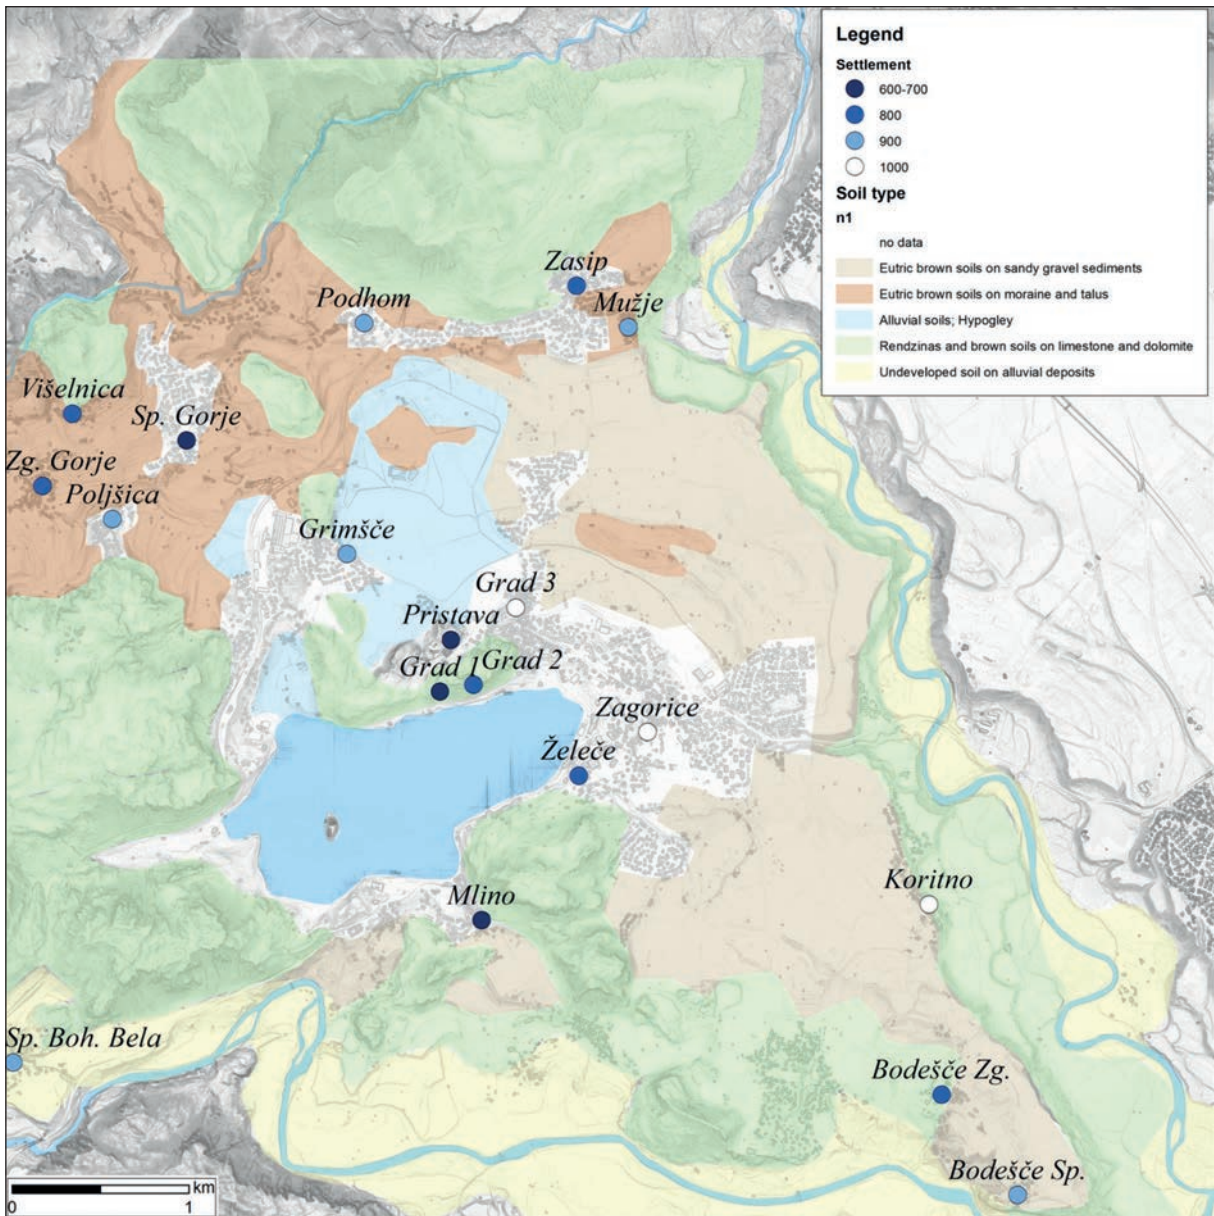 Legend
Settlement
600-700
800
900
1000
Soil type
n1
no data
Eutric brown soils on sandy gravel sediments
Eutric brown soils on moraine and talus
Alluvial soils; Hypogley
Rendzinas and brown soils on limestone and dolomite
Undeveloped soil on alluvial deposits
Zasip
Podhom
Mužje
Višelnica
Sp. Gorje
Zg. Gorje
Poljšica
Grimšče
Grad 3
Pristava
Grad 1
Grad 2
Zagorice
Želeče
Koritno
Mlino
Sp. Boh. Bela
Bodešče Zg.
Bodešče Sp.
km
0 1